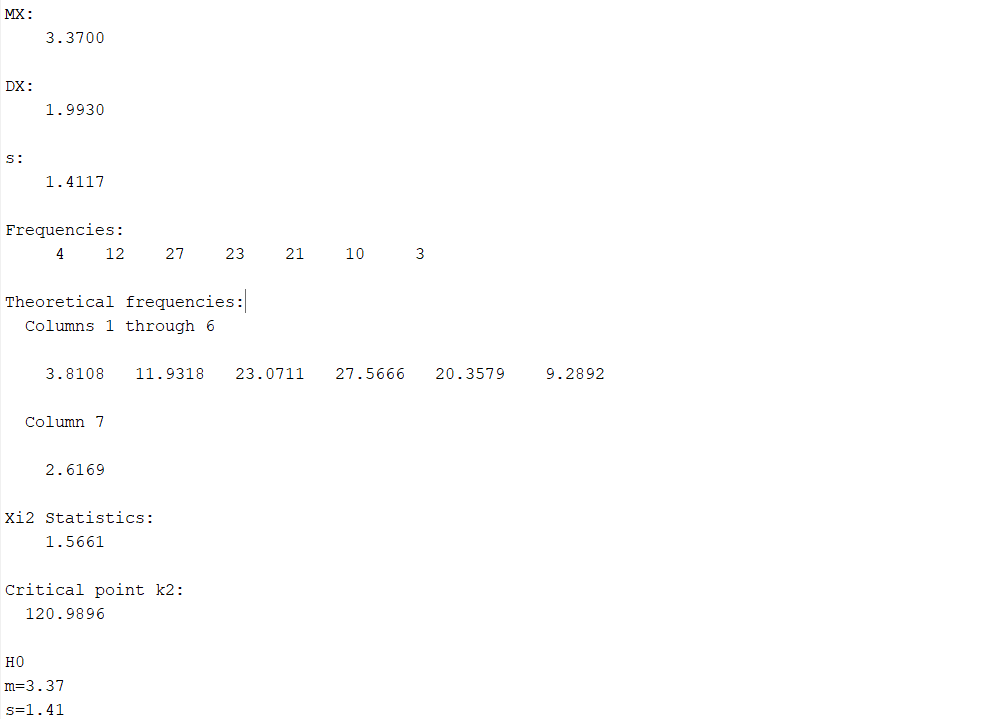 MX:
3.3700
DX:
1.9930
s:
1.4117
Frequencies:
4 12 27 23 21 10 3
Theoretical frequencies:
Columns 1 through 6
3.8108 11.9318 23.0711 27.5666 20.3579 9.2892
Column 7
2.6169
Xi2 Statistics:
1.5661
Critical point k2:
120.9896
H0
m=3.37
s=1.41